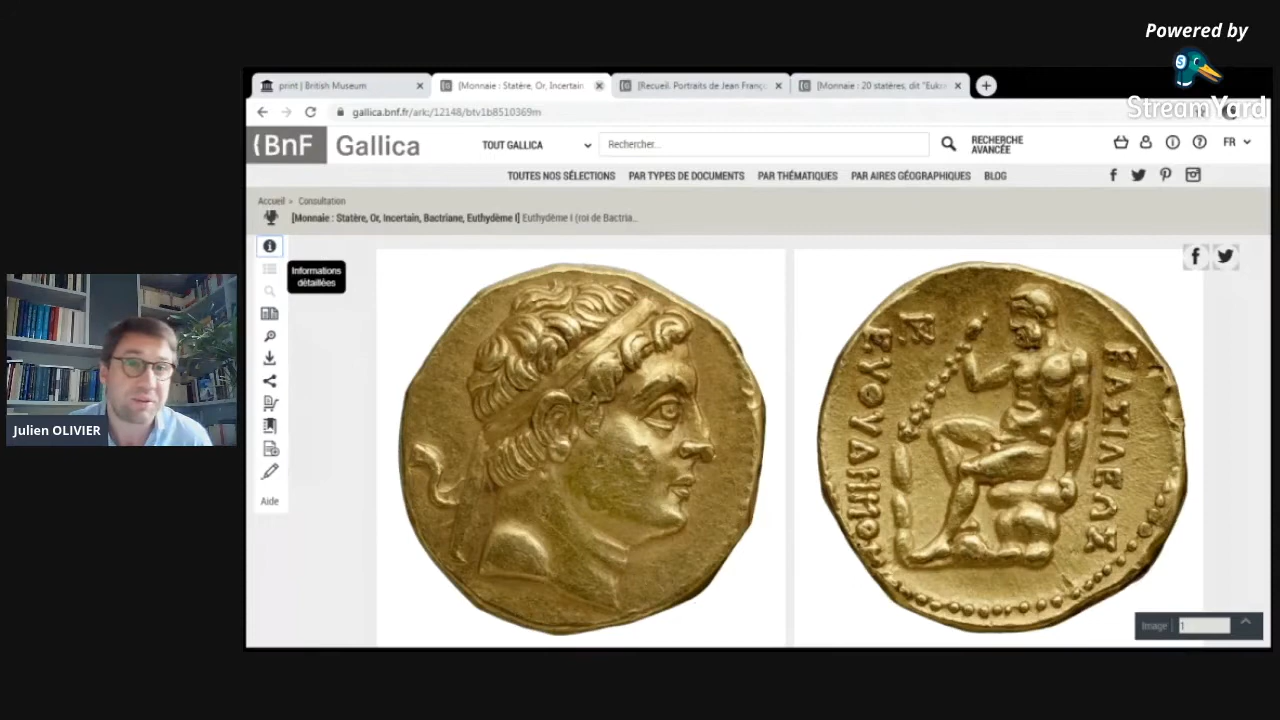 Powered by
StreamYard
print | British Museum
[Monnaie : Statère, Or, Incertain
[Recueil. Portraits de Jean Franç
[Monnaie : 20 statères, dit "Eukr
gallica.bnf.fr/ark:/12148/btv1b8510369m
BnF Gallica
TOUT GALLICA
Rechercher...
RECHERCHE
AVANCÉE
FR
TOUTES NOS SÉLECTIONS PAR TYPES DE DOCUMENTS PAR THÉMATIQUES PAR AIRES GÉOGRAPHIQUES BLOG
Accueil > Consultation
[Monnaie : Statère, Or, Incertain, Bactriane, Euthydème I] Euthydème I (roi de Bactria...
Informations
détaillées
ΒΑΣΙΛΕΩΣ
ΕΥΘΥΔΗΜΟ
Aide
Julien OLIVIER
Image 1